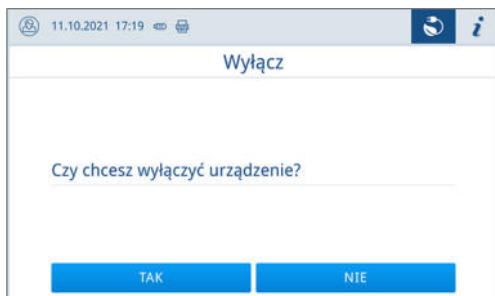 11.10.2021 17:19
i
Wyłącz
Czy chcesz wyłączyć urządzenie?
TAK NIE